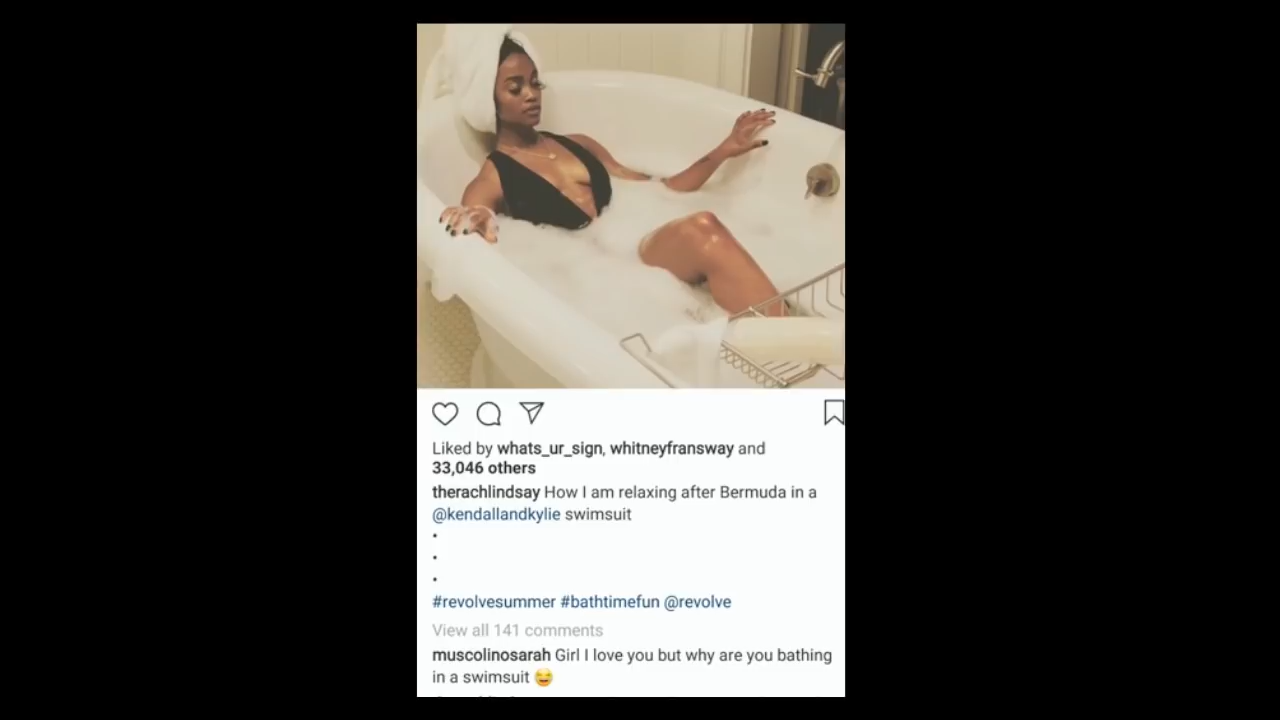 Liked by whats_ur_sign, whitneyfransway and
33,046 others
therachlindsay How I am relaxing after Bermuda in a
@kendallandkylie swimsuit
.
.
.
#revolvesummer #bathtimefun @revolve
View all 141 comments
muscolinosarah Girl I love you but why are you bathing
in a swimsuit 😂